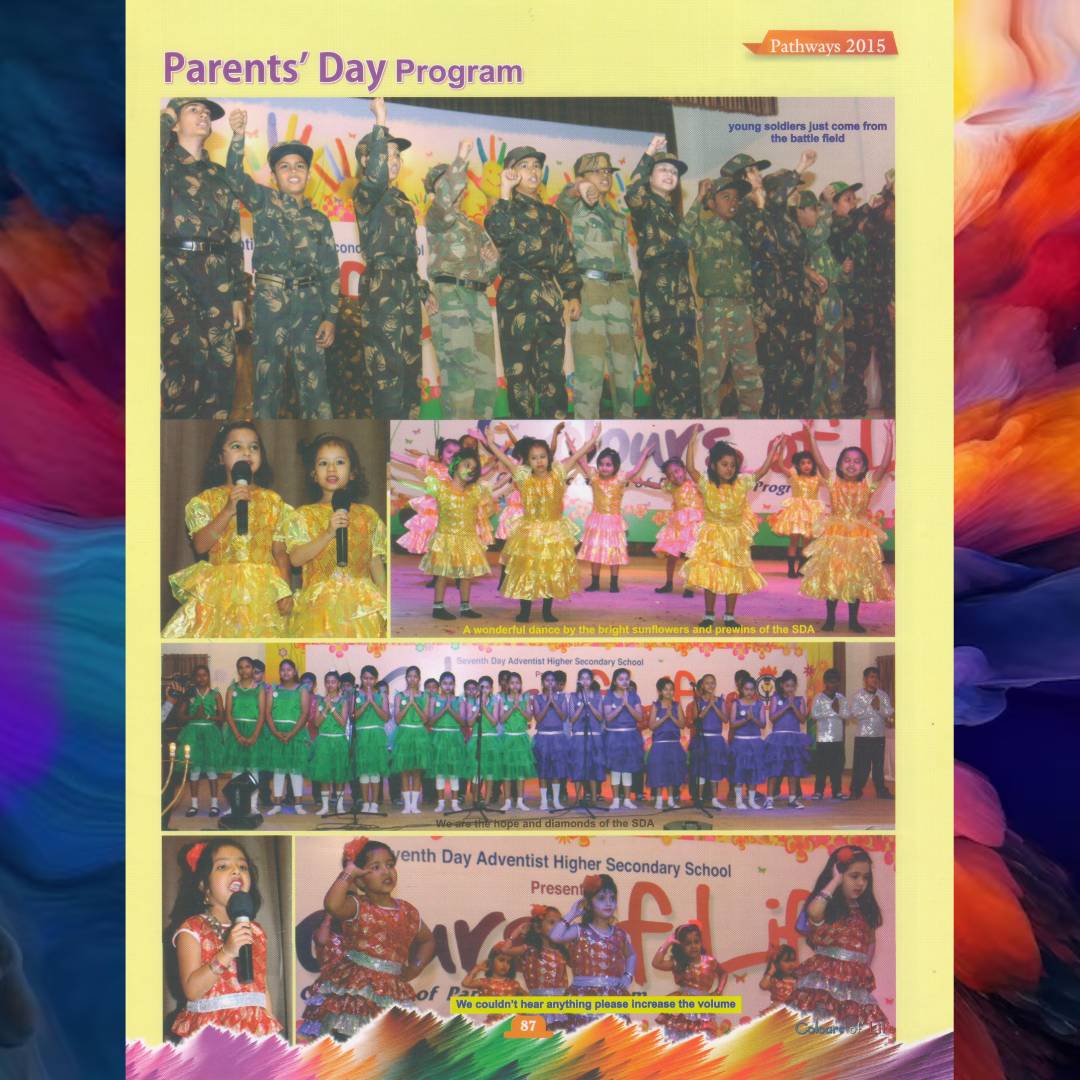 Pathways 2015
Parents' Day Program
young soldiers just come from
the battle field
A wonderful dance by the bright sunflowers and prewins of the SDA
Seventh Day Adventist Higher Secondary School
We are the hope and diamonds of the SDA
venth Day Adventist Higher Secondary School
Present
We couldn't hear anything please increase the volume
87
Colours of